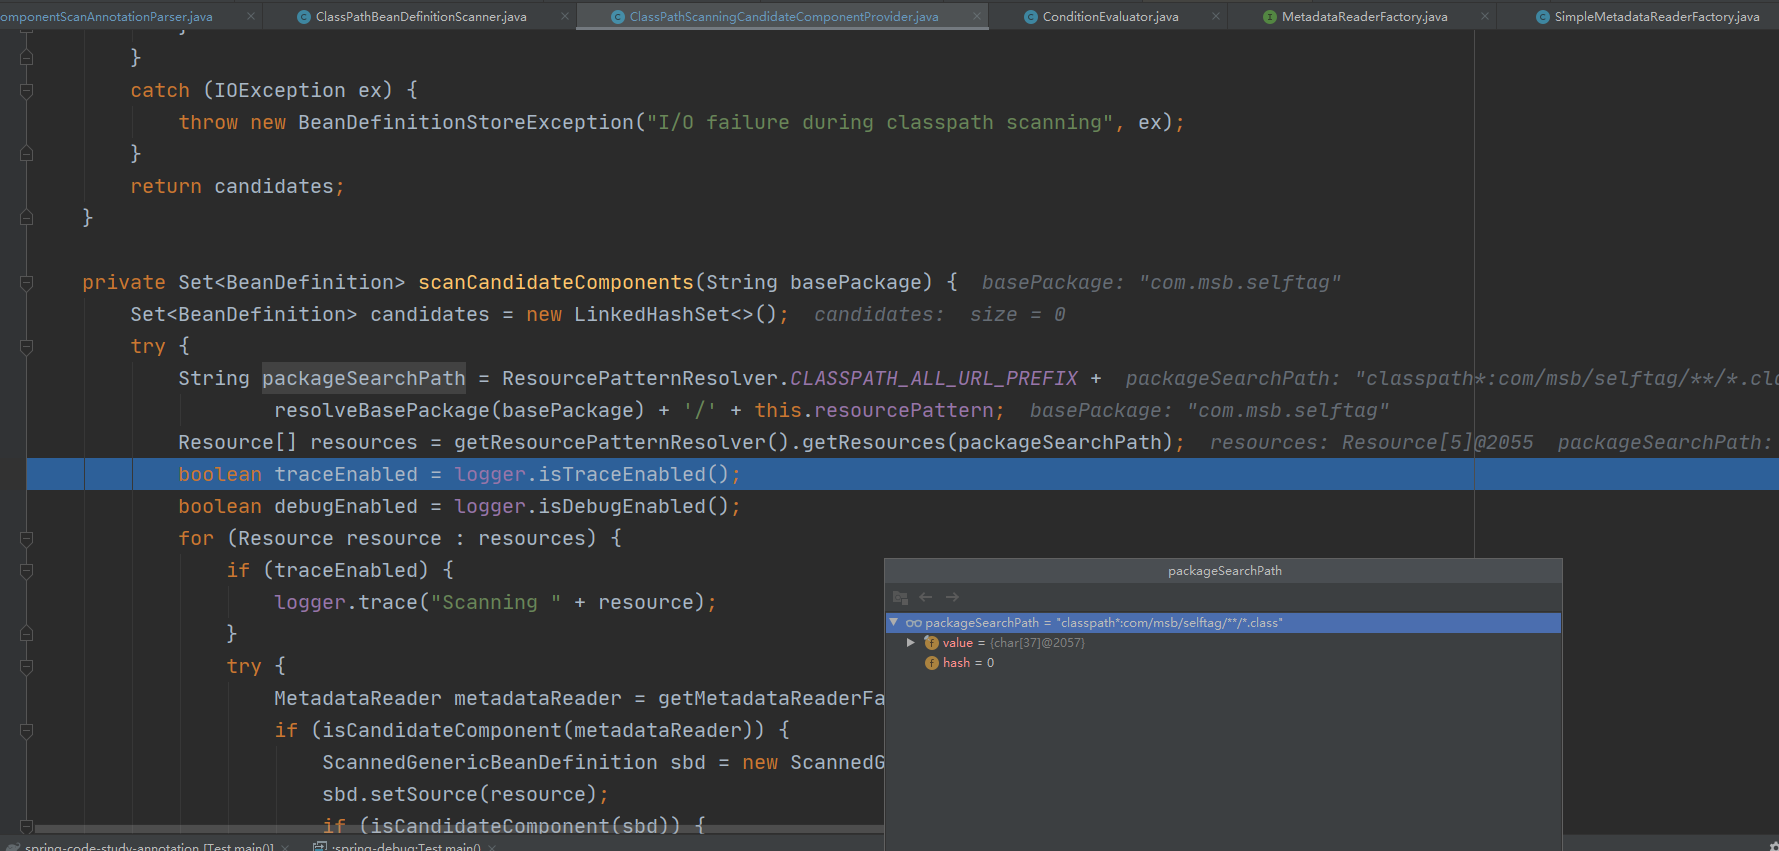 omponentScanAnnotationParser.java
ClassPathBeanDefinitionScanner.java
ClassPathScanningCandidateComponentProvider.java
ConditionEvaluator.java
MetadataReaderFactory.java
SimpleMetadataReaderFactory.java
}
}
catch (IOException ex) {
throw new BeanDefinitionStoreException("I/O failure during classpath scanning", ex);
}
return candidates;
}
private Set<BeanDefinition> scanCandidateComponents(String basePackage) {  basePackage: "com.msb.selftag"
Set<BeanDefinition> candidates = new LinkedHashSet<>();  candidates:  size = 0
try {
String packageSearchPath = ResourcePatternResolver.CLASSPATH_ALL_URL_PREFIX +  packageSearchPath: "classpath*:com/msb/selftag/**/*.cla
resolveBasePackage(basePackage) + '/' + this.resourcePattern;  basePackage: "com.msb.selftag"
Resource[] resources = getResourcePatternResolver().getResources(packageSearchPath);  resources: Resource[5]@2055  packageSearchPath:
boolean traceEnabled = logger.isTraceEnabled();
boolean debugEnabled = logger.isDebugEnabled();
for (Resource resource : resources) {
if (traceEnabled) {
logger.trace("Scanning " + resource);
}
try {
MetadataReader metadataReader = getMetadataReaderFa
if (isCandidateComponent(metadataReader)) {
ScannedGenericBeanDefinition sbd = new ScannedG
sbd.setSource(resource);
if (isCandidateComponent(sbd)) {
packageSearchPath
packageSearchPath = "classpath*:com/msb/selftag/**/*.class"
value = {char[37]@2057}
hash = 0
spring-code-study-annotation [Test.main()]
:spring-debug:Test.main()